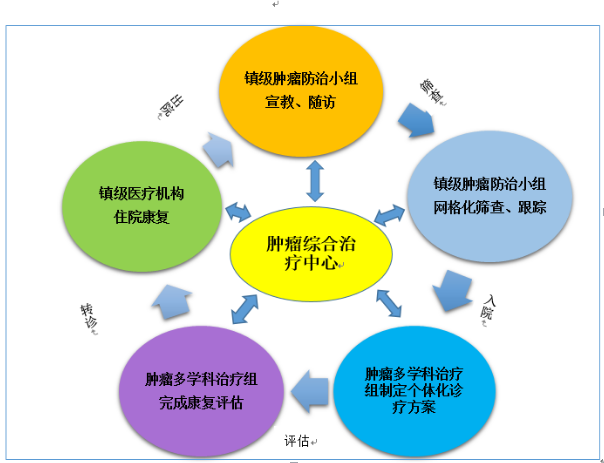 镇级肿瘤防治小组
宣教、随访
筛查
镇级肿瘤防治小组
网格化筛查、跟踪
入院
肿瘤多学科治疗
组制定个体化诊
疗方案
评估
肿瘤多学科治疗组
完成康复评估
转诊
镇级医疗机构
住院康复
出院
肿瘤综合治
疗中心